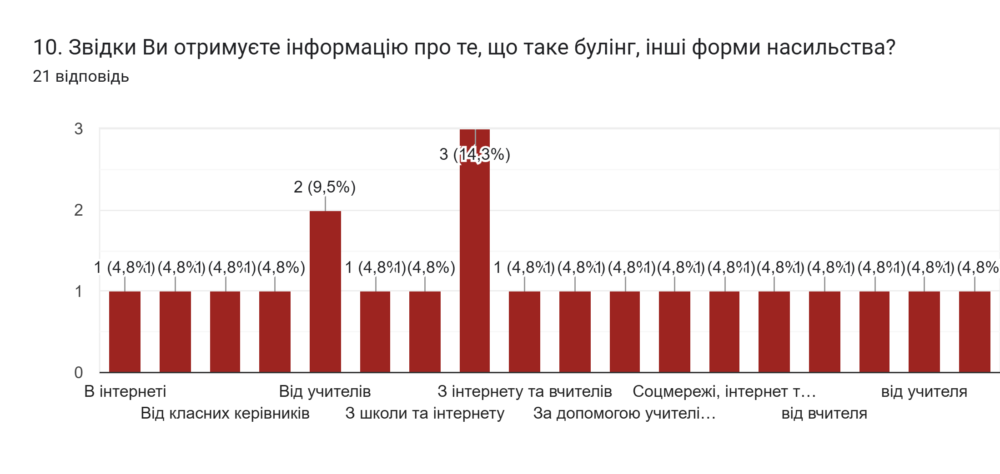 10. Звідки Ви отримуєте інформацію про те, що таке булінг, інші форми насильства?
21 відповідь
3
3 (14,3%)
2 (9,5%)
2
1 (4,8%) 1 (4,8%) 1 (4,8%) 1 (4,8%) 1 (4,8%) 1 (4,8%) 1 (4,8%) 1 (4,8%) 1 (4,8%) 1 (4,8%) 1 (4,8%) 1 (4,8%) 1 (4,8%) 1 (4,8%) 1 (4,8%) 1 (4,8%
1
0
В інтернеті Від учителів З інтернету та вчителів Соцмережі, інтернет т… від учителя
Від класних керівників З школи та інтернету За допомогою учителі… від вчителя